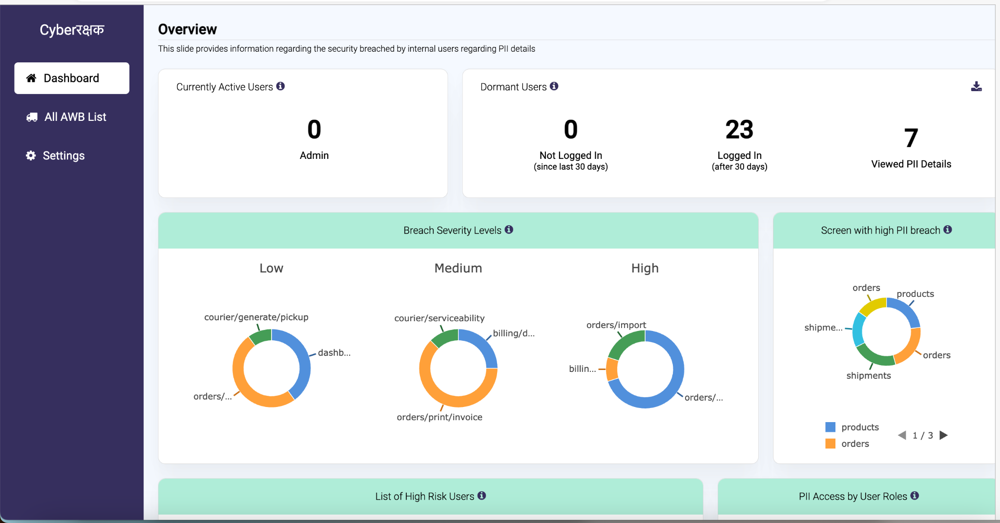 Cyberरक्षक
Dashboard
All AWB List
Settings
Overview
This slide provides information regarding the security breached by internal users regarding PII details
Currently Active Users
0
Admin
Dormant Users
0
Not Logged In
(since last 30 days)
23
Logged In
(after 30 days)
7
Viewed PII Details
Breach Severity Levels
Low
courier/generate/pickup
dashb...
orders/...
Medium
courier/serviceability
billing/d...
orders/print/invoice
High
orders/import
billin...
orders/...
Screen with high PII breach
orders
products
shipme...
orders
shipments
products
orders
1 / 3
List of High Risk Users
PII Access by User Roles